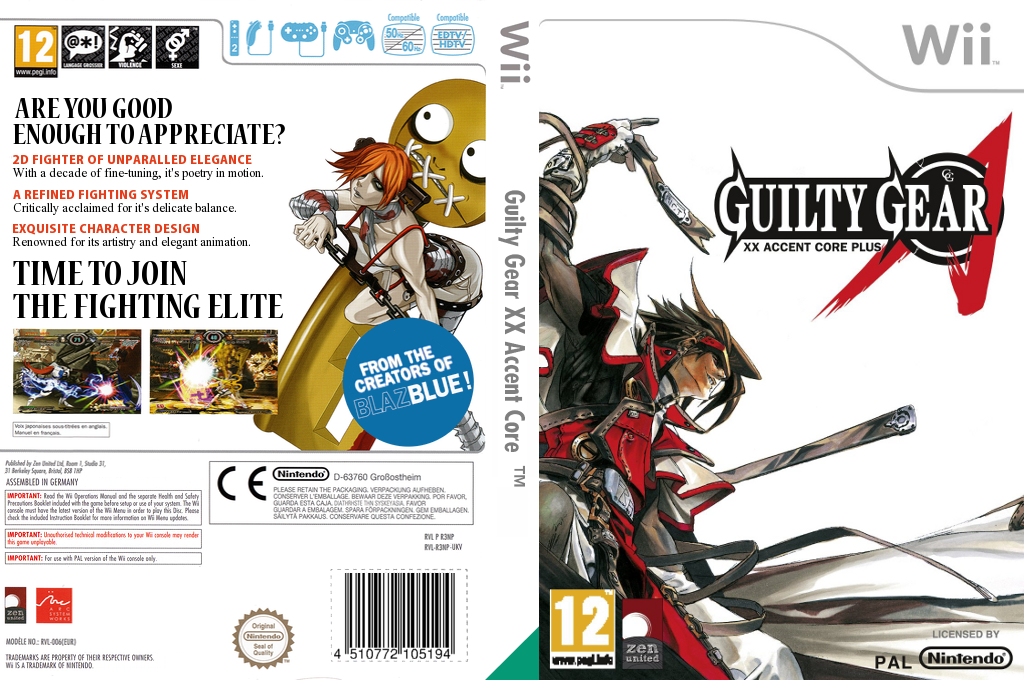 12
www.pegi.info
@*!
LANGAGE GROSSIER
VIOLENCE
SEXE
2
Compatible
50Hz
60Hz
Compatible
EDTV/
HDTV
ARE YOU GOOD
ENOUGH TO APPRECIATE?
2D FIGHTER OF UNPARALLED ELEGANCE
With a decade of fine-tuning, it's poetry in motion.
A REFINED FIGHTING SYSTEM
Critically acclaimed for it's delicate balance.
EXQUISITE CHARACTER DESIGN
Renowned for its artistry and elegant animation.
TIME TO JOIN
THE FIGHTING ELITE
FROM THE
CREATORS OF
BLAZBLUE!
Voix japonaises sous-titrées en anglais.
Manuel en français.
Published by Zen United Ltd, Room 1, Studio 31,
31 Berkeley Square, Bristol, BS8 1HP
ASSEMBLED IN GERMANY
IMPORTANT: Read the Wii Operations Manual and the separate Health and Safety
Precautions Booklet included with the game before setup or use of your system. The Wii
console must have the latest version of the Wii Menu in order to play this Disc. Please
check the included Instruction Booklet for more information on Wii Menu updates.
IMPORTANT: Unauthorised technical modifications to your Wii console may render
this game unplayable.
IMPORTANT: For use with PAL version of the Wii console only.
CE
Nintendo
D-63760 Großostheim
PLEASE RETAIN THE PACKAGING. VERPACKUNG AUFHEBEN.
CONSERVER L'EMBALLAGE. BEWAAR DEZE VERPAKKING. POR FAVOR,
GUARDA ESTA CAJA. ΔΙΑΤΗΡΗΣΤΕ ΤΗΝ ΣΥΣΚΕΥΑΣΙΑ. FAVOR
GUARDAR A EMBALAGEM. SPARA FÖRPACKNINGEN. GEM EMBALLAGEN.
SÄILYTÄ PAKKAUS. CONSERVARE QUESTA CONFEZIONE.
RVL P R3NP
RVL-R3NP-UKV
zen
united
ARC
SYSTEM
WORKS
MODÈLE NO.: RVL-006(EUR)
TRADEMARKS ARE PROPERTY OF THEIR RESPECTIVE OWNERS.
Wii IS A TRADEMARK OF NINTENDO.
Original
Nintendo
Seal of
Quality
4 510772 105194
Wii
Guilty Gear XX Accent Core ™
Wii™
GG
GUILTY GEAR
XX ACCENT CORE PLUS
12
www.pegi.info
zen
united
LICENSED BY
PAL
Nintendo